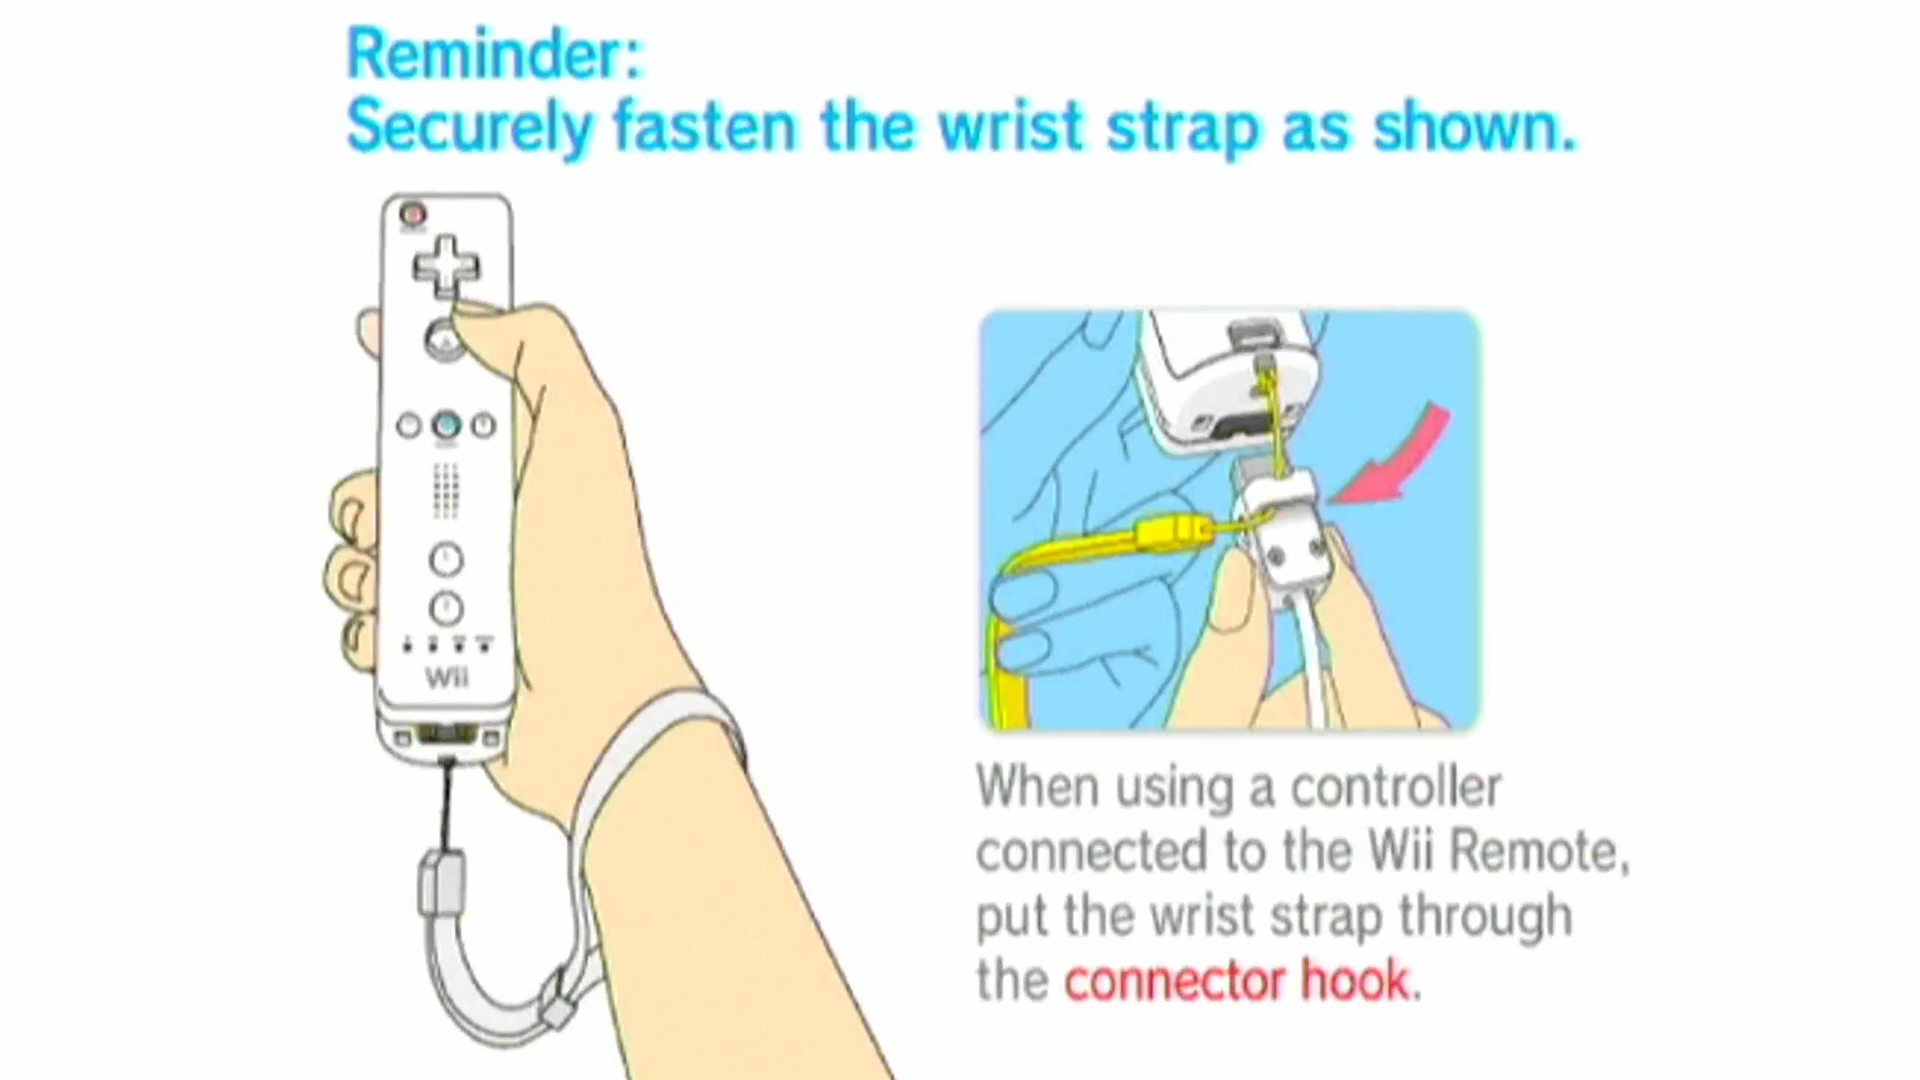 Reminder:
Securely fasten the wrist strap as shown.
Wii
When using a controller
connected to the Wii Remote,
put the wrist strap through
the connector hook.